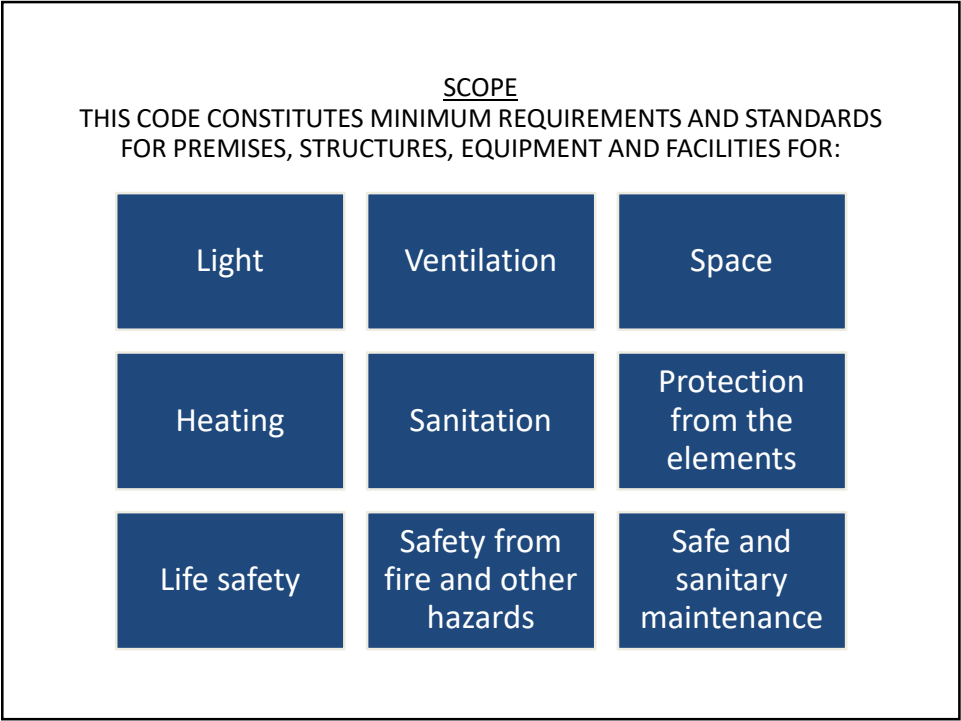 SCOPE
THIS CODE CONSTITUTES MINIMUM REQUIREMENTS AND STANDARDS
FOR PREMISES, STRUCTURES, EQUIPMENT AND FACILITIES FOR:
Light
Ventilation
Space
Heating
Sanitation
Protection
from the
elements
Life safety
Safety from
fire and other
hazards
Safe and
sanitary
maintenance